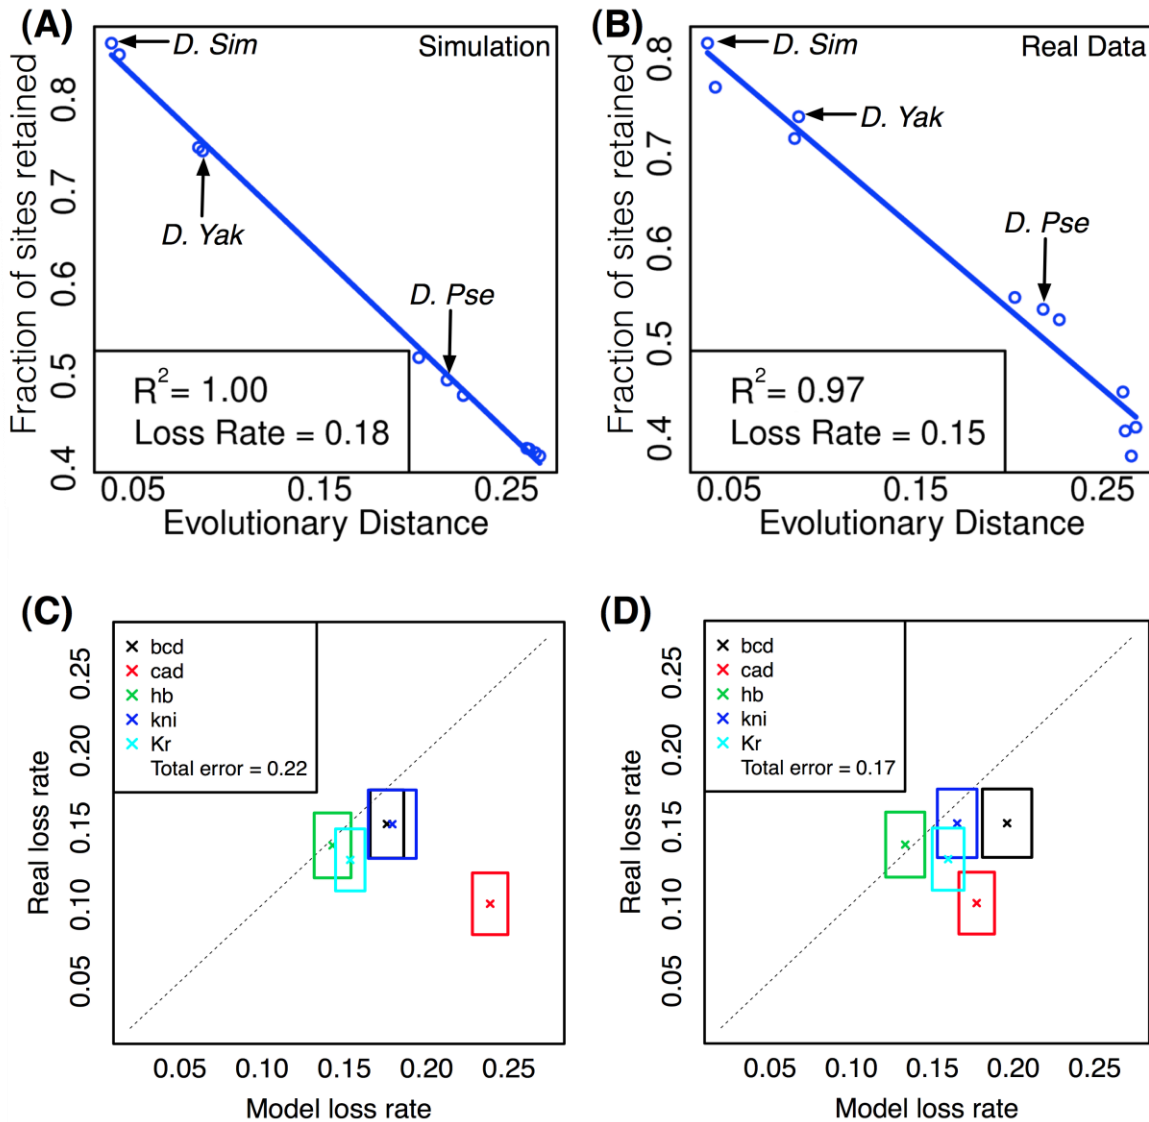 (A)
D. Sim
Simulation
D. Yak
D. Pse
R2= 1.00
Loss Rate = 0.18
Fraction of sites retained
0.8
0.7
0.6
0.5
0.4
0.05 0.15 0.25
Evolutionary Distance
(B)
D. Sim
Real Data
D. Yak
D. Pse
R2= 0.97
Loss Rate = 0.15
Fraction of sites retained
0.8
0.7
0.6
0.5
0.4
0.05 0.15 0.25
Evolutionary Distance
(C)
bcd
cad
hb
kni
Kr
Total error = 0.22
Real loss rate
0.25
0.20
0.15
0.10
0.05
0.05 0.10 0.15 0.20 0.25
Model loss rate
(D)
bcd
cad
hb
kni
Kr
Total error = 0.17
Real loss rate
0.25
0.20
0.15
0.10
0.05
0.05 0.10 0.15 0.20 0.25
Model loss rate